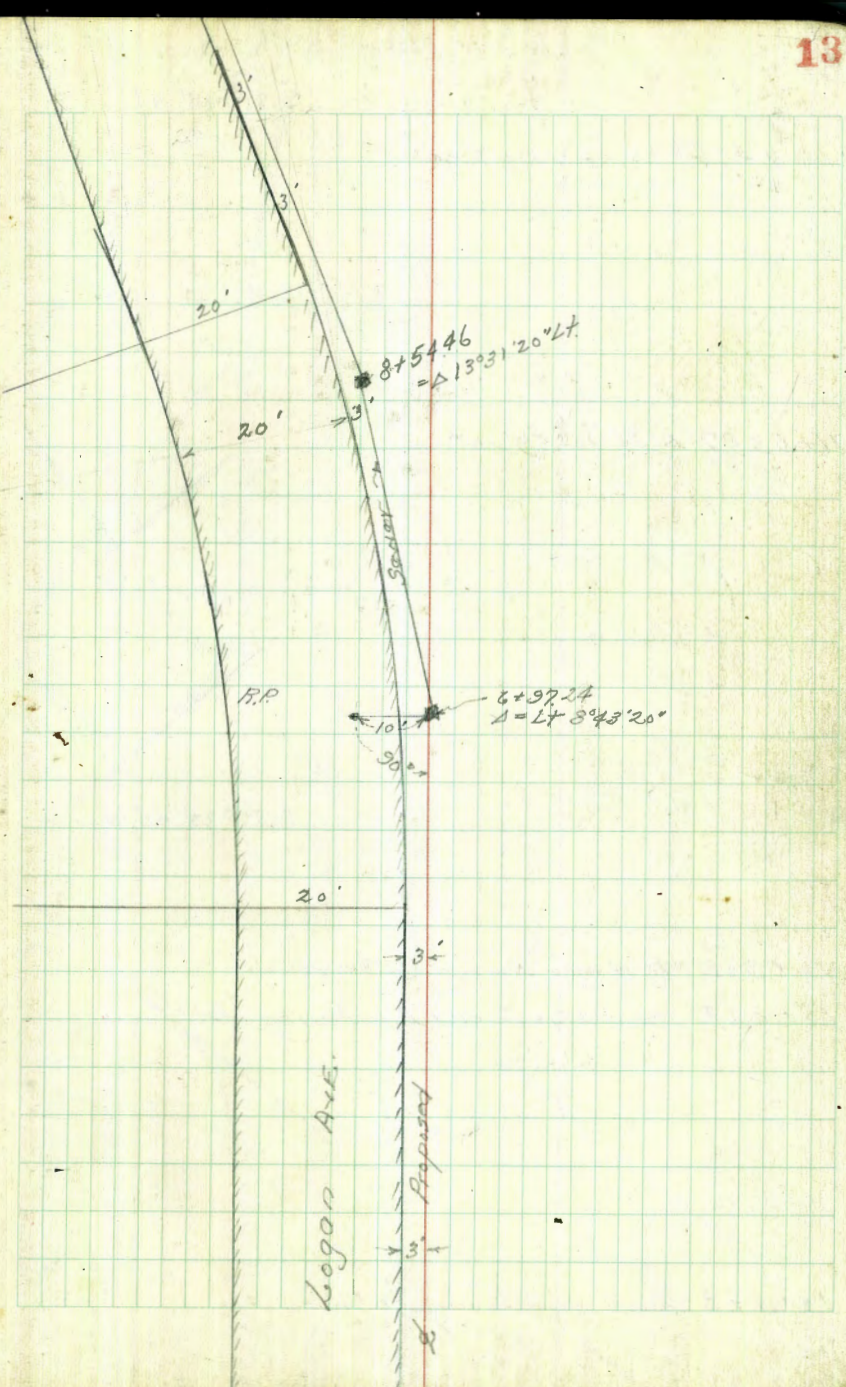 13
3'
3'
20'
8+54.46
= Δ 13°31'20" Lt.
20'
3'
Sewer
R.P.
6+97.24
Δ = Lt 8°43'20"
10'
90°
20'
3'
Logan Ave.
Proposed
3'